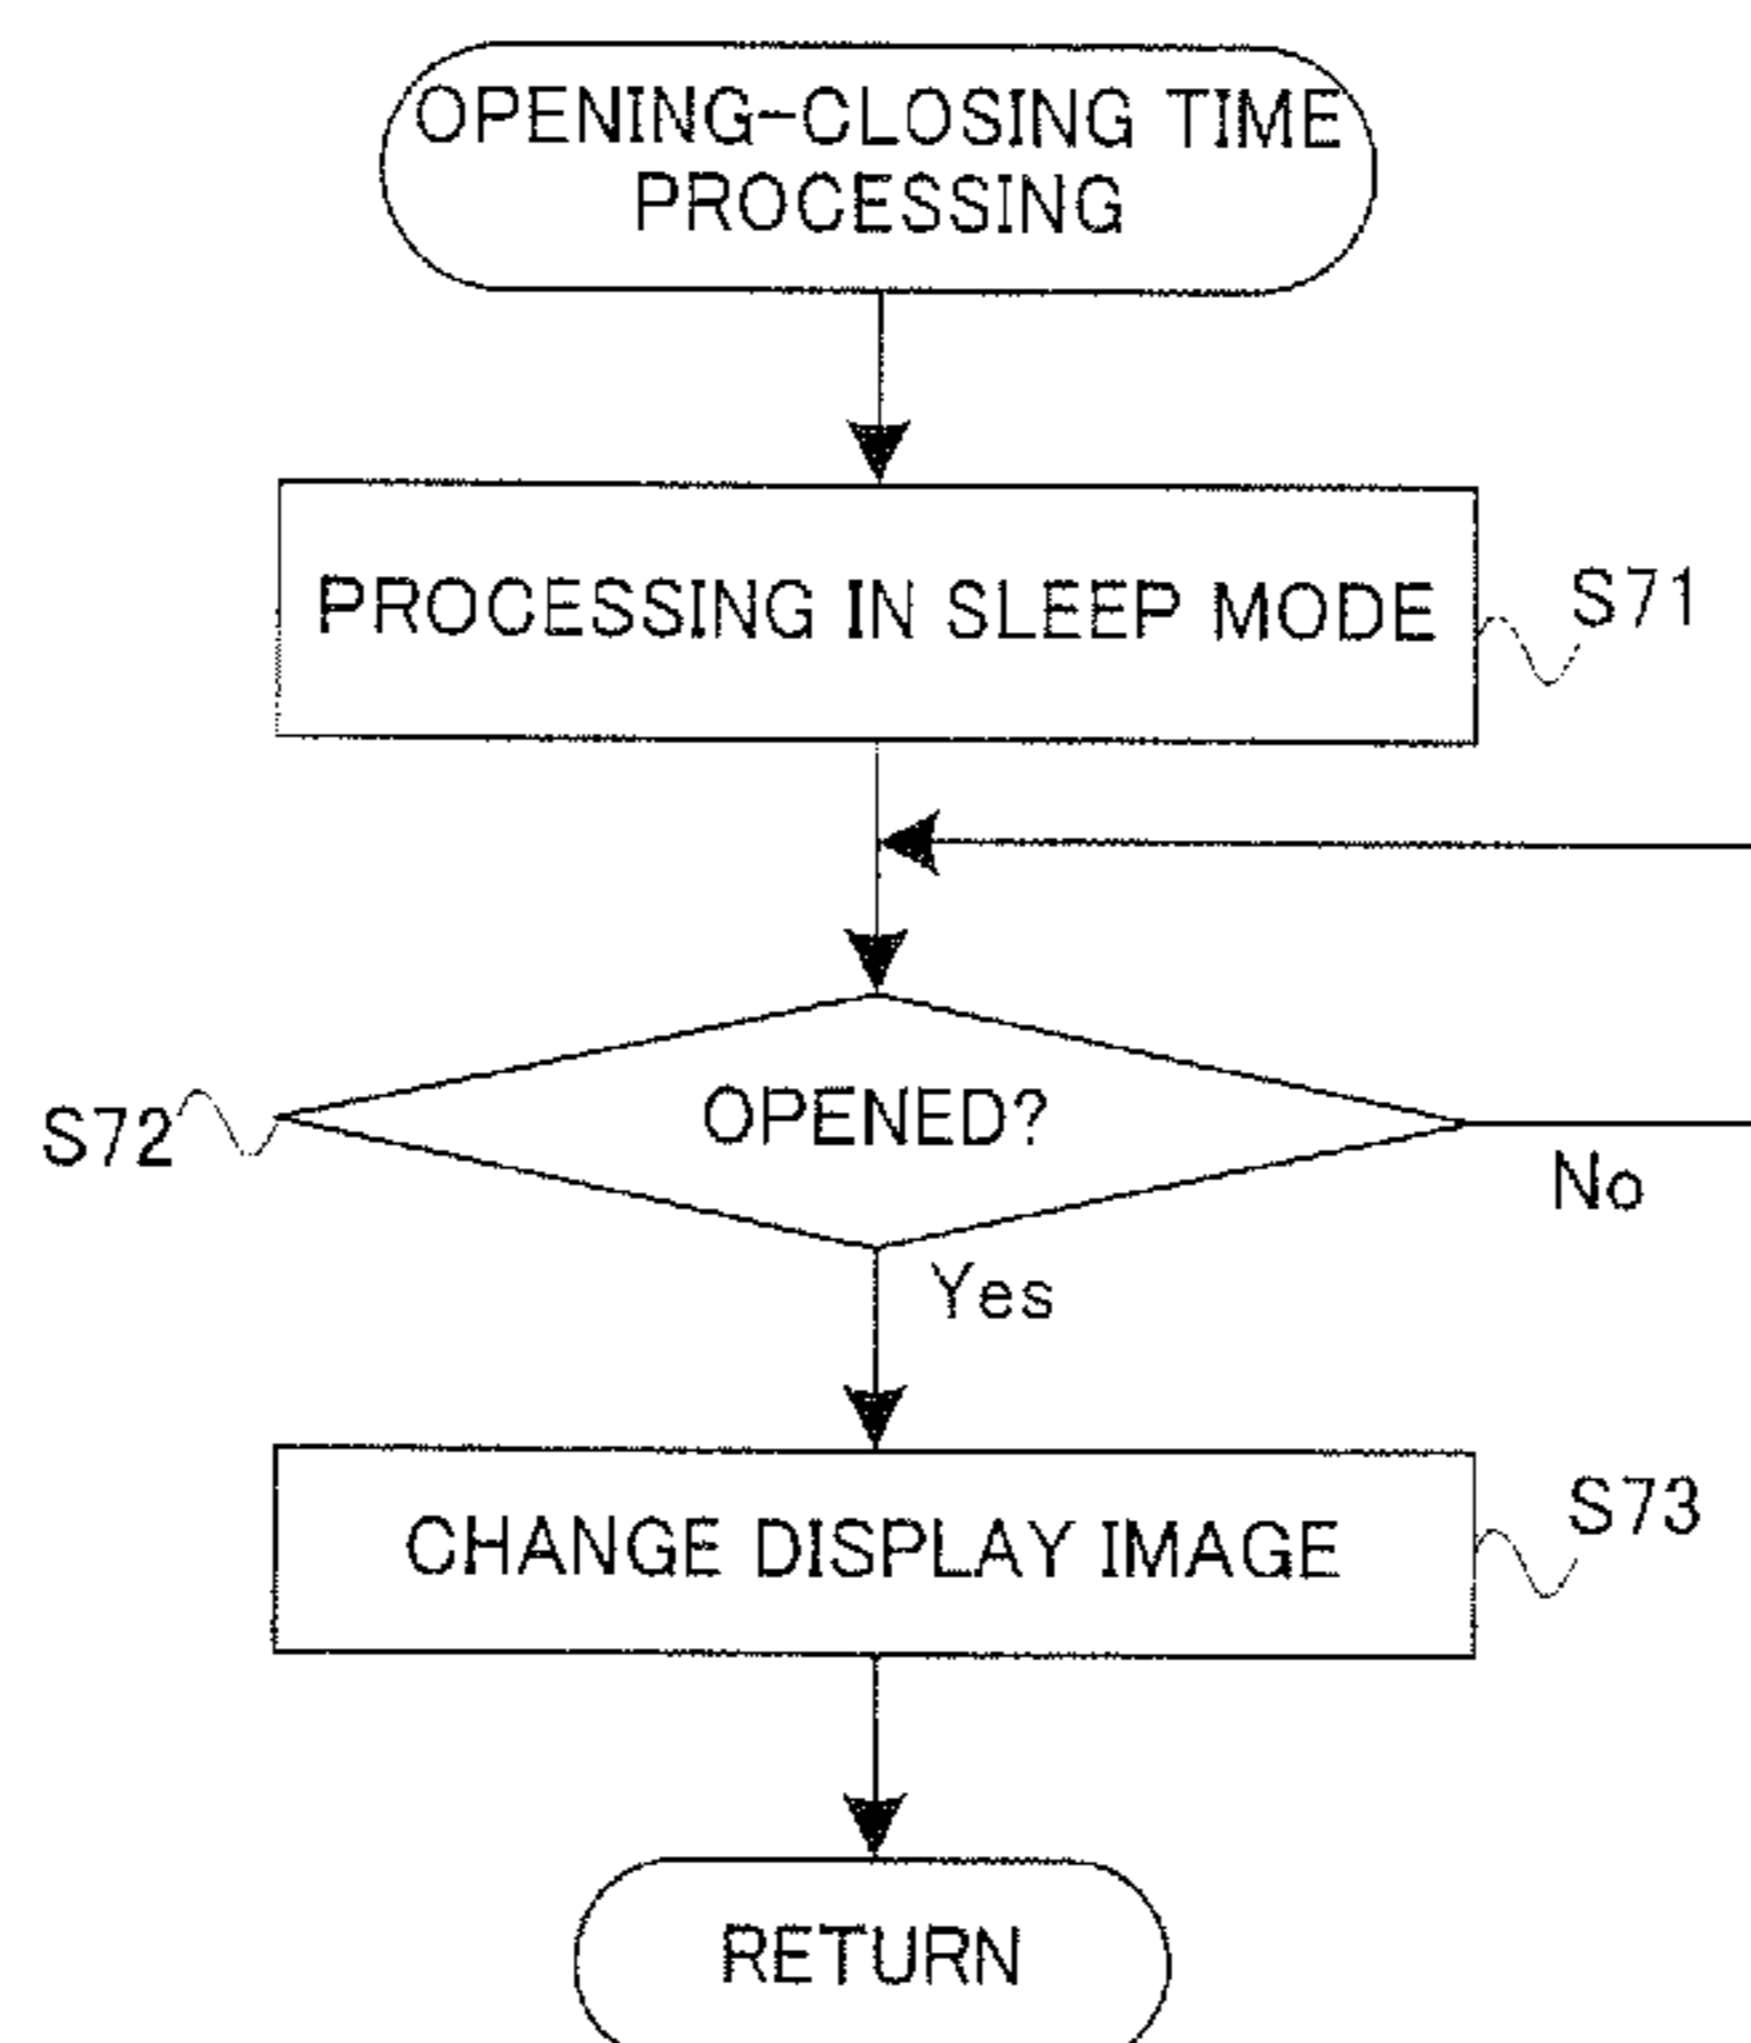 OPENING-CLOSING TIME
PROCESSING
PROCESSING IN SLEEP MODE
S71
S72
OPENED?
No
Yes
CHANGE DISPLAY IMAGE
S73
RETURN